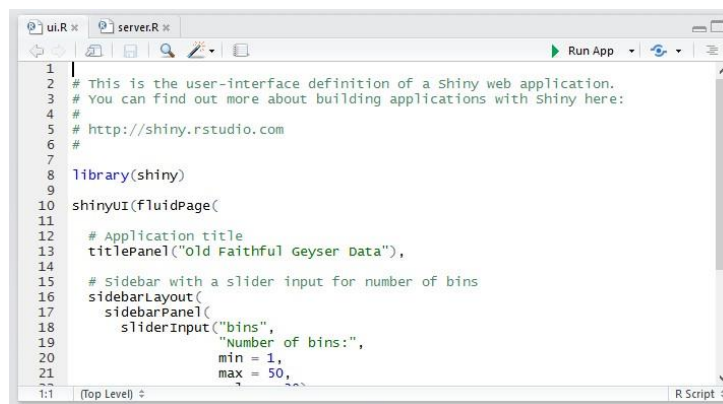 ui.R × server.R ×
Run App
1
2 # This is the user-interface definition of a Shiny web application.
3 # You can find out more about building applications with Shiny here:
4 #
5 # http://shiny.rstudio.com
6 #
7
8 library(shiny)
9
10 shinyUI(fluidPage(
11
12 # Application title
13 titlePanel("Old Faithful Geyser Data"),
14
15 # Sidebar with a slider input for number of bins
16 sidebarLayout(
17 sidebarPanel(
18 sliderInput("bins",
19 "Number of bins:",
20 min = 1,
21 max = 50,
1:1 (Top Level) R Script